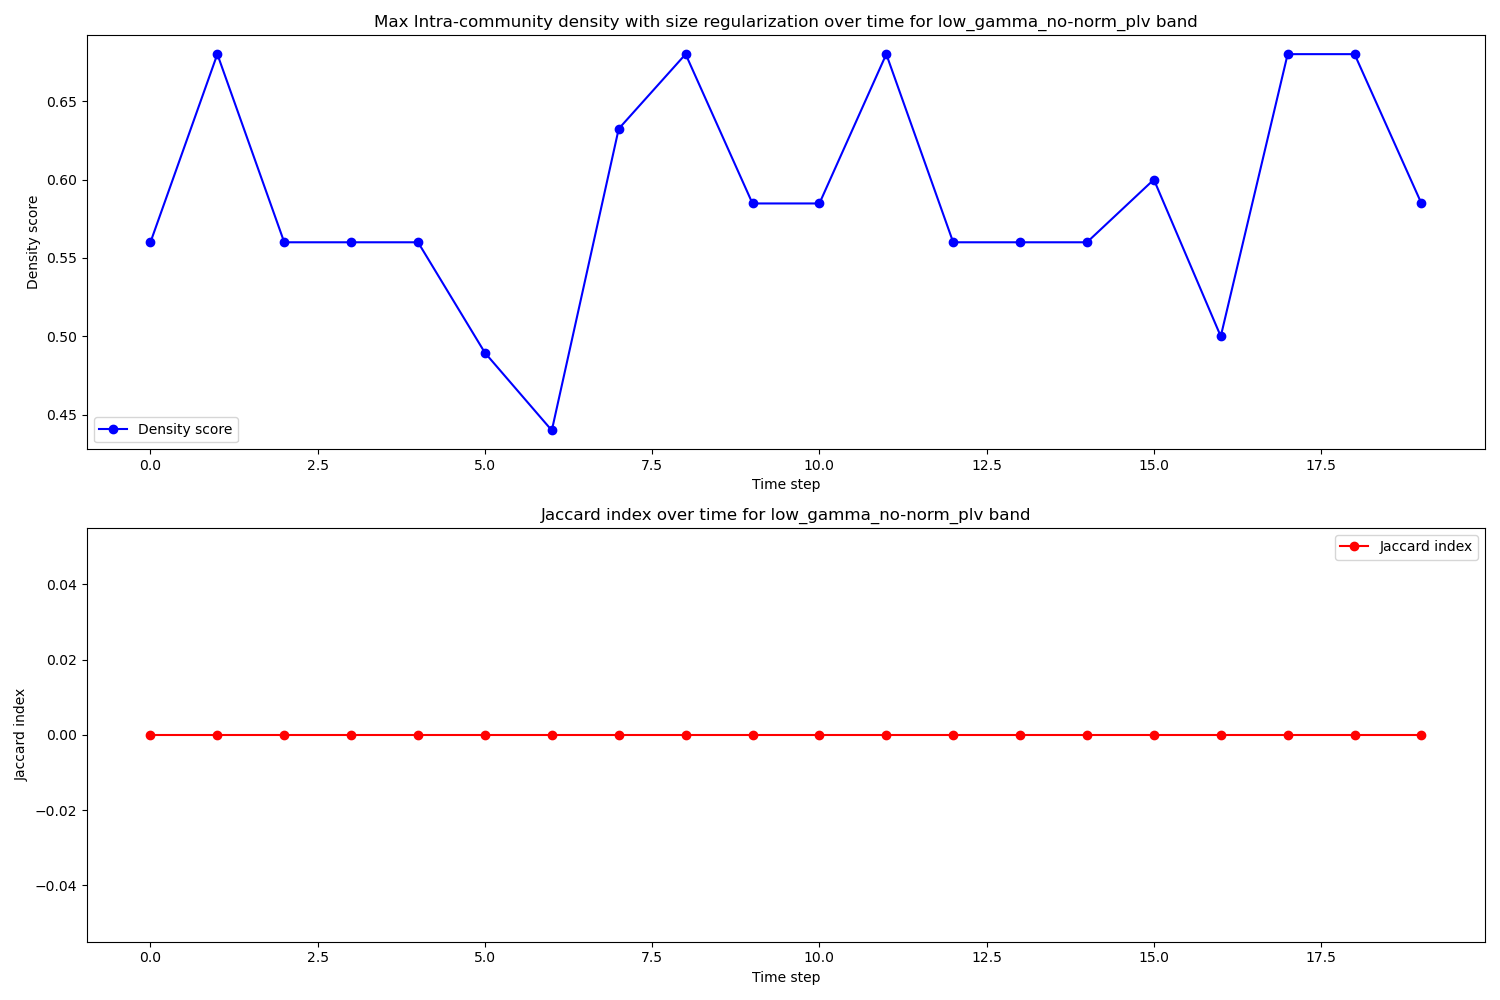 Max Intra-community density with size regularization over time for low_gamma_no-norm_plv band
Density score
0.65
0.60
0.55
0.50
0.45
Density score
0.0 2.5 5.0 7.5 10.0 12.5 15.0 17.5
Time step
Jaccard index over time for low_gamma_no-norm_plv band
Jaccard index
Jaccard index
0.04
0.02
0.00
−0.02
−0.04
0.0 2.5 5.0 7.5 10.0 12.5 15.0 17.5
Time step